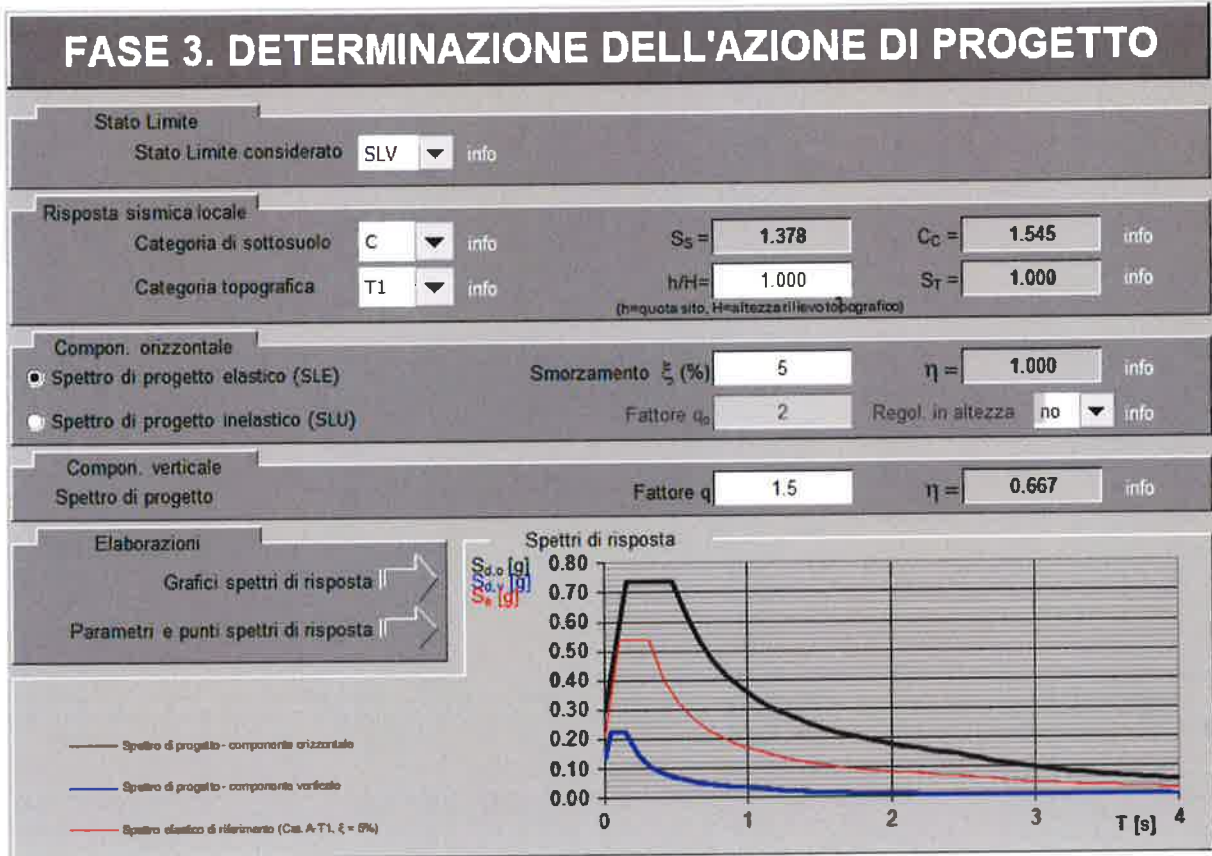 FASE 3. DETERMINAZIONE DELL'AZIONE DI PROGETTO
Stato Limite
Stato Limite considerato SLV info
Risposta sismica locale
Categoria di sottosuolo C info Ss = 1.378 Cc = 1.545 info
Categoria topografica T1 info h/H= 1.000 ST = 1.000 info
(h=quota sito, H=altezza rilievo topografico)
Compon. orizzontale
Spettro di progetto elastico (SLE) Smorzamento ξ (%) 5 η = 1.000 info
Spettro di progetto inelastico (SLU) Fattore qo 2 Regol. in altezza no info
Compon. verticale
Spettro di progetto Fattore q 1.5 η = 0.667 info
Elaborazioni
Grafici spettri di risposta
Parametri e punti spettri di risposta
Spettri di risposta
Sd,o [g]
Sd,v [g]
Se [g]
0.80
0.70
0.60
0.50
0.40
0.30
0.20
0.10
0.00
0 1 2 3 T [s] 4
Spettro di progetto - componente orizzontale
Spettro di progetto - componente verticale
Spettro elastico di riferimento (Cat. A-T1, ξ = 5%)